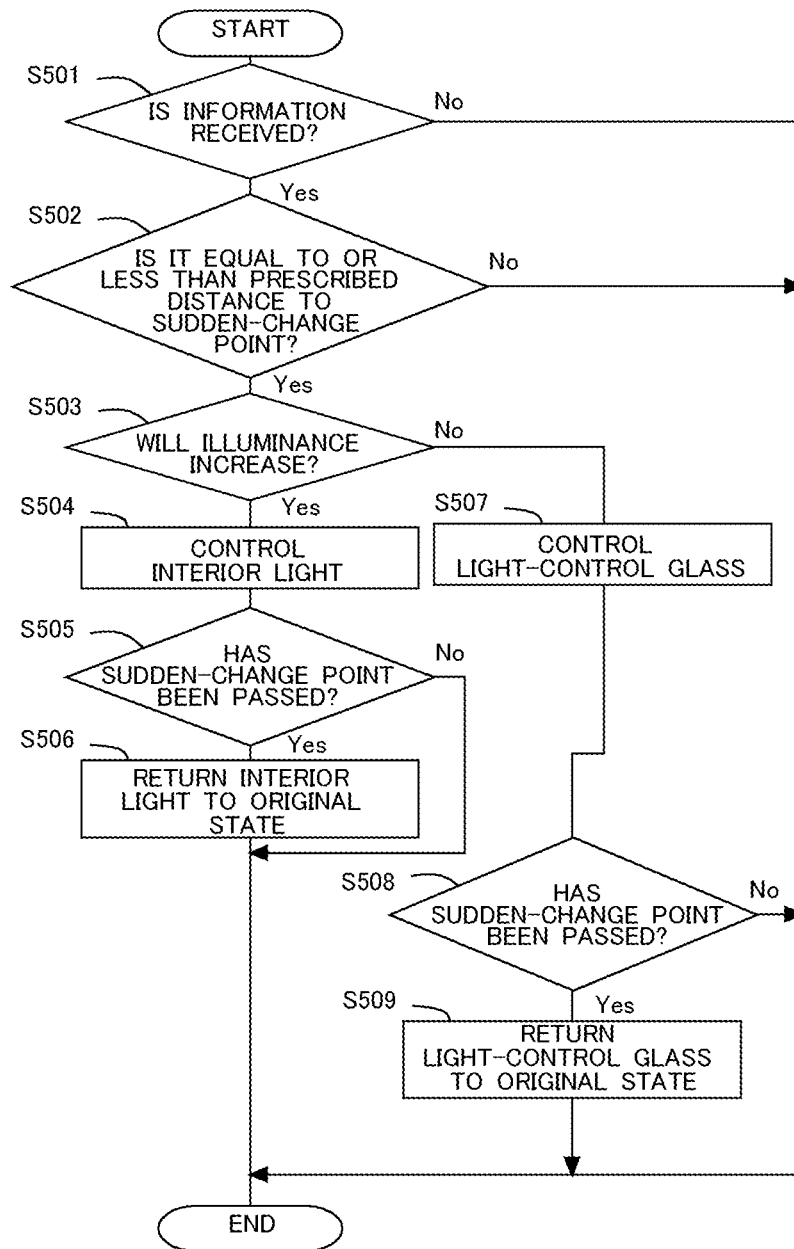 START
S501
IS INFORMATION
RECEIVED?
No
Yes
S502
IS IT EQUAL TO OR
LESS THAN PRESCRIBED
DISTANCE TO
SUDDEN-CHANGE
POINT?
No
Yes
S503
WILL ILLUMINANCE
INCREASE?
No
Yes
S504
CONTROL
INTERIOR LIGHT
S507
CONTROL
LIGHT-CONTROL GLASS
S505
HAS
SUDDEN-CHANGE POINT
BEEN PASSED?
No
Yes
S506
RETURN INTERIOR
LIGHT TO ORIGINAL
STATE
S508
HAS
SUDDEN-CHANGE POINT
BEEN PASSED?
No
Yes
S509
RETURN
LIGHT-CONTROL GLASS
TO ORIGINAL STATE
END